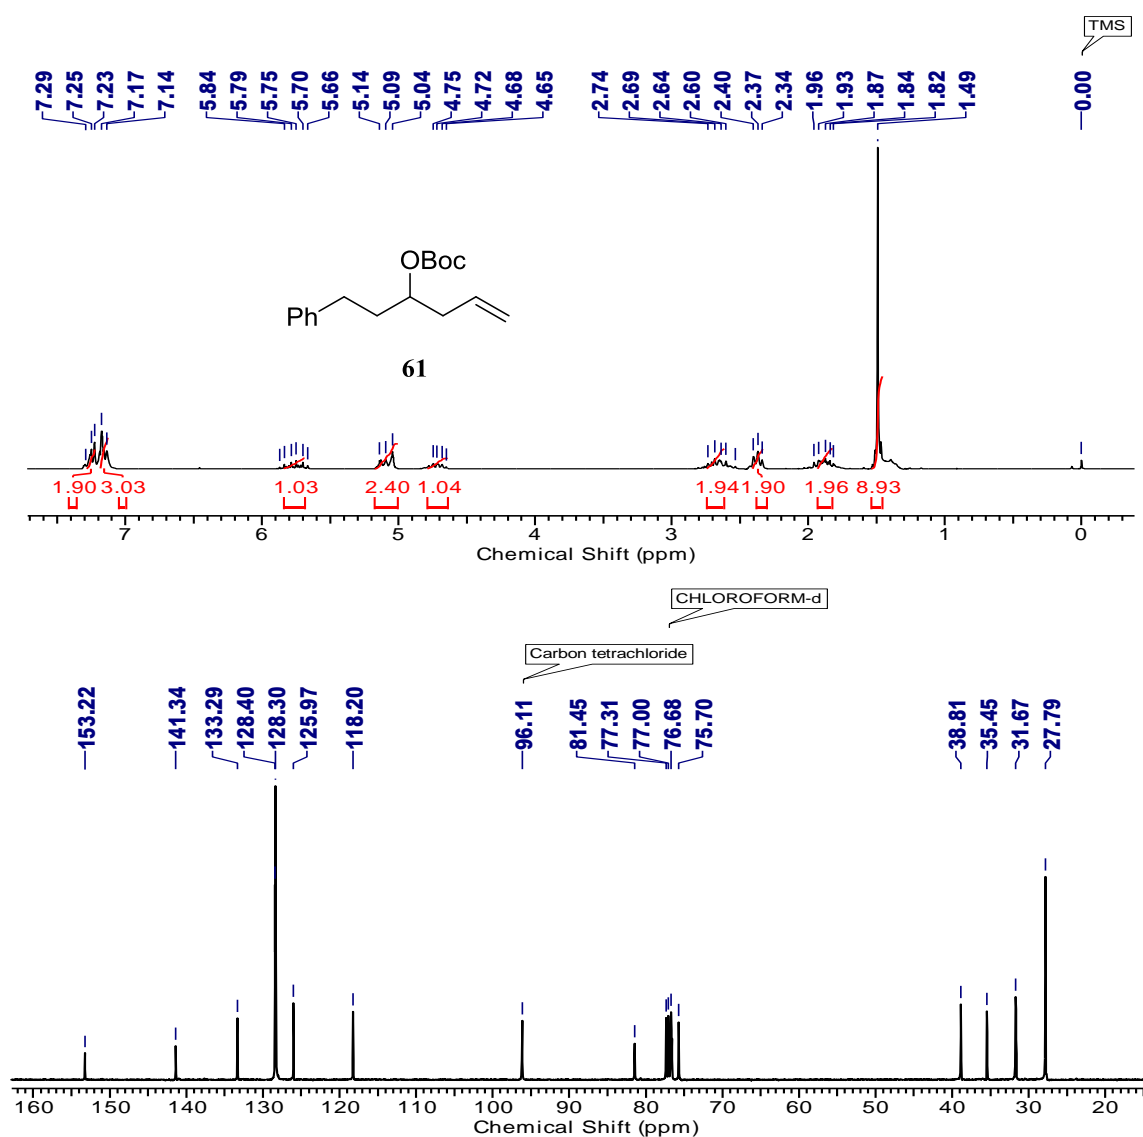 TMS
7.29 7.25 7.23 7.17 7.14 5.84 5.79 5.75 5.70 5.66 5.14 5.09 5.04 4.75 4.72 4.68 4.65 2.74 2.69 2.64 2.60 2.40 2.37 2.34 1.96 1.93 1.87 1.84 1.82 1.49 0.00
OBoc
Ph
61
1.90 3.03 1.03 2.40 1.04 1.94 1.90 1.96 8.93
7 6 5 4 3 2 1 0
Chemical Shift (ppm)
CHLOROFORM-d
Carbon tetrachloride
153.22 141.34 133.29 128.40 128.30 125.97 118.20 96.11 81.45 77.31 77.00 76.68 75.70 38.81 35.45 31.67 27.79
160 150 140 130 120 110 100 90 80 70 60 50 40 30 20
Chemical Shift (ppm)